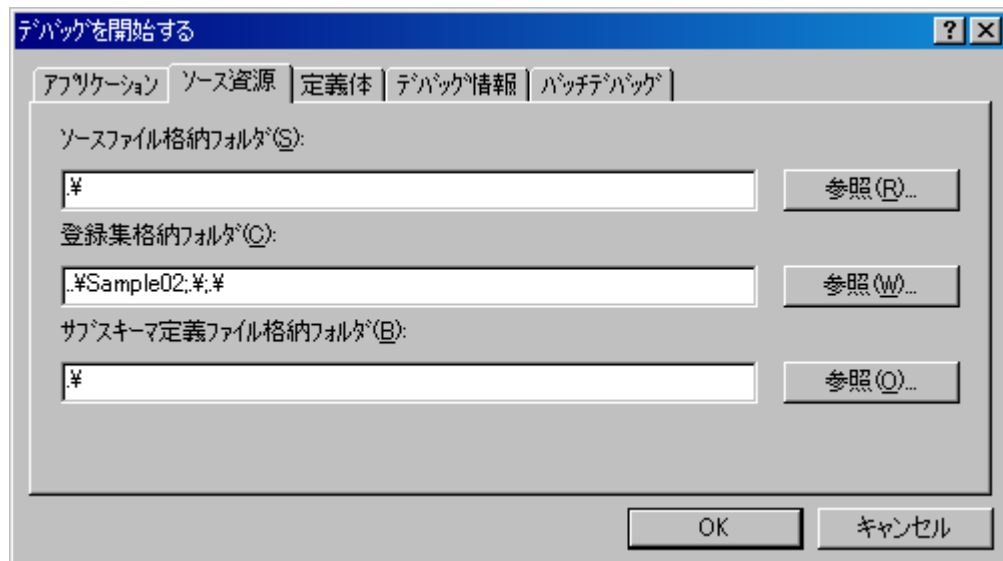 ﾃﾞﾊﾞｯｸﾞを開始する
ｱﾌﾟﾘｹｰｼｮﾝ ｿｰｽ資源 定義体 ﾃﾞﾊﾞｯｸﾞ情報 ﾊﾞｯﾁﾃﾞﾊﾞｯｸﾞ
ｿｰｽﾌｧｲﾙ格納ﾌｫﾙﾀﾞ(S):
.¥ 参照(R)...
登録集格納ﾌｫﾙﾀﾞ(C):
..¥Sample02;.¥;.¥ 参照(W)...
ｻﾌﾞｽｷｰﾏ定義ﾌｧｲﾙ格納ﾌｫﾙﾀﾞ(B):
.¥ 参照(O)...
OK ｷｬﾝｾﾙ